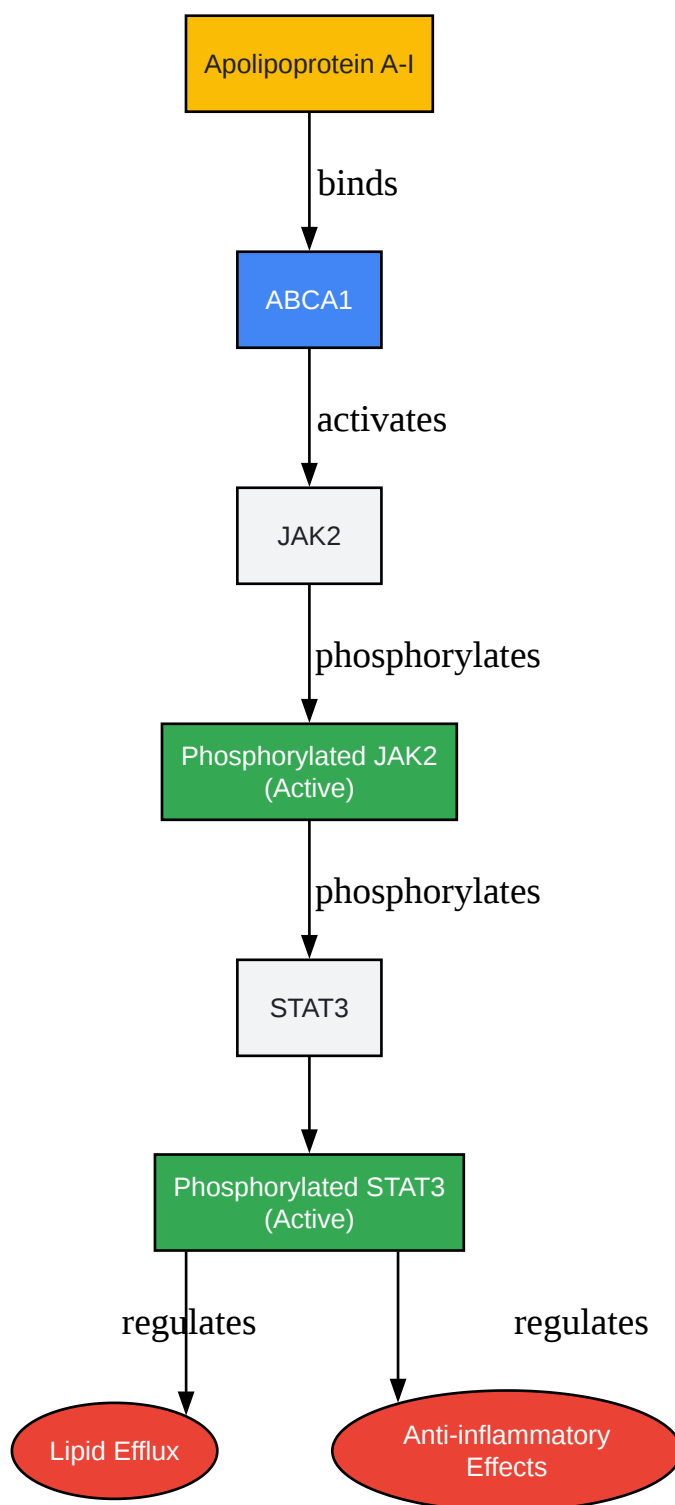 Apolipoprotein A-I
binds
ABCA1
activates
JAK2
phosphorylates
Phosphorylated JAK2
(Active)
phosphorylates
STAT3
Phosphorylated STAT3
(Active)
regulates
regulates
Lipid Efflux
Anti-inflammatory
Effects